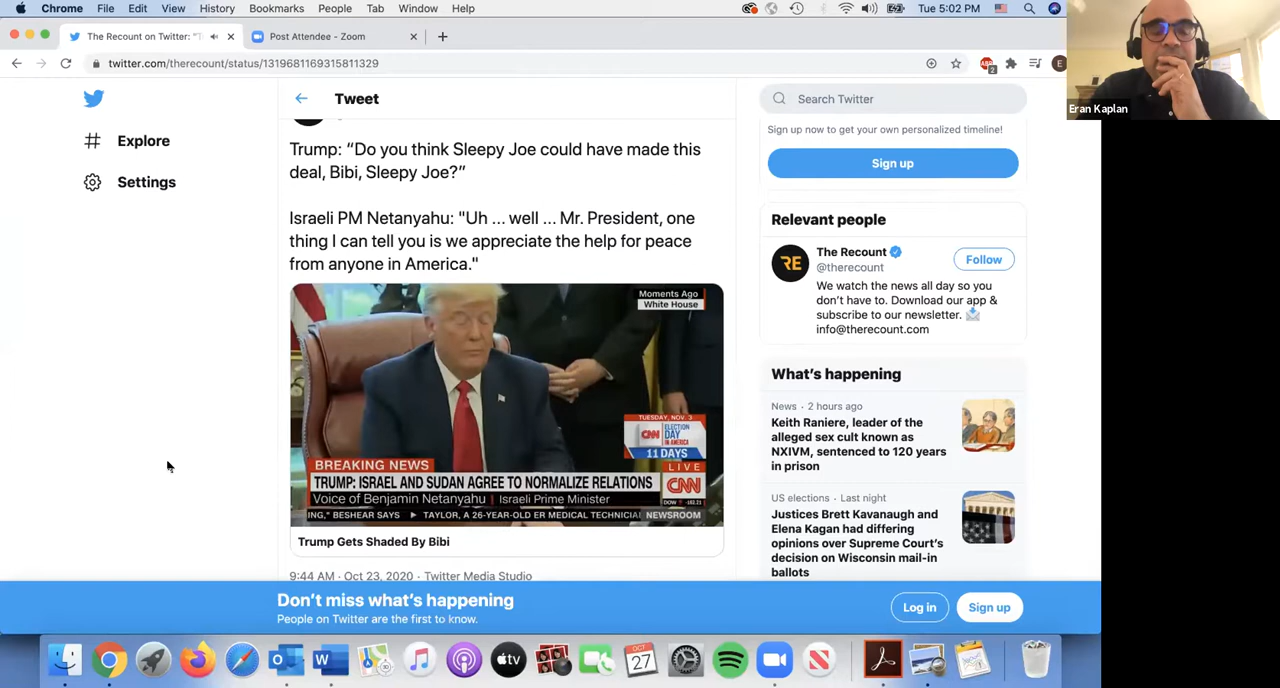 Chrome File Edit View History Bookmarks People Tab Window Help
Tue 5:02 PM
The Recount on Twitter: "T
Post Attendee - Zoom
twitter.com/therecount/status/1319681169315811329
2
E
Eran Kaplan
Tweet
Search Twitter
Explore
Settings
Trump: “Do you think Sleepy Joe could have made this
deal, Bibi, Sleepy Joe?”
Israeli PM Netanyahu: "Uh ... well ... Mr. President, one
thing I can tell you is we appreciate the help for peace
from anyone in America."
Moments Ago
White House
TUESDAY, NOV. 3
CNN ELECTION DAY IN AMERICA
11 DAYS
BREAKING NEWS
LIVE
TRUMP: ISRAEL AND SUDAN AGREE TO NORMALIZE RELATIONS
CNN
Voice of Benjamin Netanyahu | Israeli Prime Minister
ING," BESHEAR SAYS ▶ TAYLOR, A 26-YEAR-OLD ER MEDICAL TECHNICIA
NEWSROOM
Trump Gets Shaded By Bibi
9:44 AM · Oct 23, 2020 · Twitter Media Studio
Sign up now to get your own personalized timeline!
Sign up
Relevant people
RE
The Recount
@therecount
Follow
We watch the news all day so you
don’t have to. Download our app &
subscribe to our newsletter.
info@therecount.com
What’s happening
News · 2 hours ago
Keith Raniere, leader of the
alleged sex cult known as
NXIVM, sentenced to 120 years
in prison
US elections · Last night
Justices Brett Kavanaugh and
Elena Kagan had differing
opinions over Supreme Court’s
decision on Wisconsin mail-in
ballots
Don’t miss what’s happening
People on Twitter are the first to know.
Log in
Sign up
tv
OCT
27